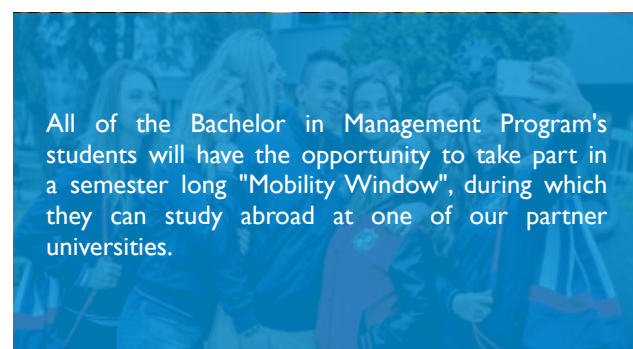 All of the Bachelor in Management Program's
students will have the opportunity to take part in
a semester long "Mobility Window", during which
they can study abroad at one of our partner
universities.